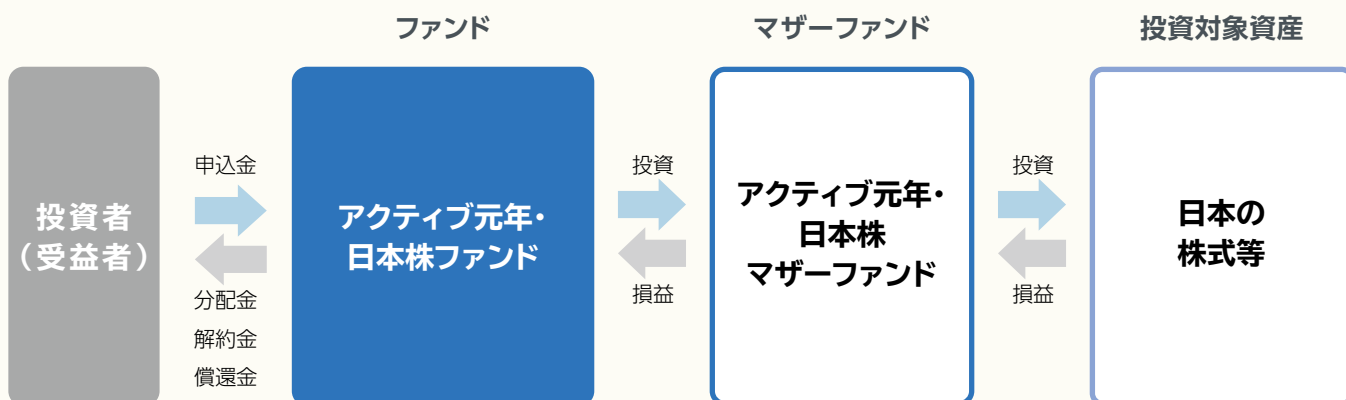 ファンド
マザーファンド
投資対象資産
投資者
（受益者）
申込金
分配金
解約金
償還金
アクティブ元年・
日本株ファンド
投資
損益
アクティブ元年・
日本株
マザーファンド
投資
損益
日本の
株式等